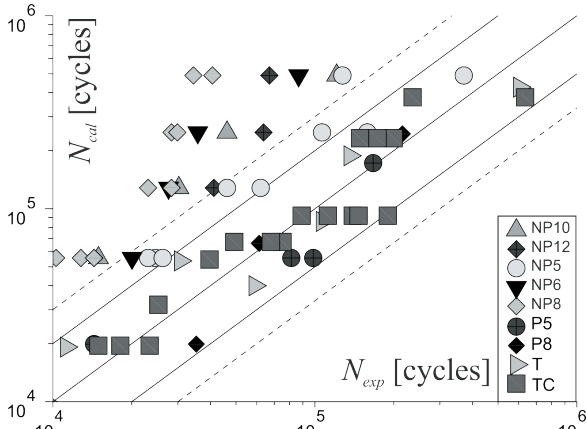 10^6
N_cal [cycles]
10^5
NP10
NP12
NP5
NP6
NP8
P5
P8
T
TC
N_exp [cycles]
10^4
10^4 10^5 10^6